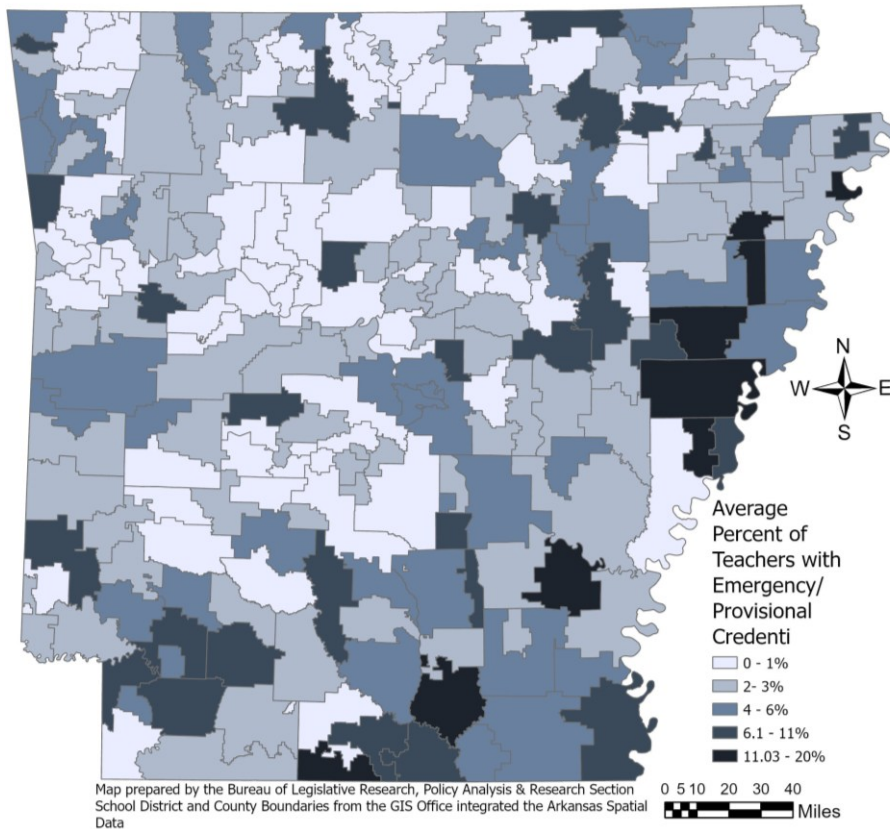 N
W E
S
Average
Percent of
Teachers with
Emergency/
Provisional
Credenti
0 - 1%
2- 3%
4 - 6%
6.1 - 11%
11.03 - 20%
Map prepared by the Bureau of Legislative Research, Policy Analysis & Research Section
School District and County Boundaries from the GIS Office integrated the Arkansas Spatial
Data
0 5 10 20 30 40
Miles